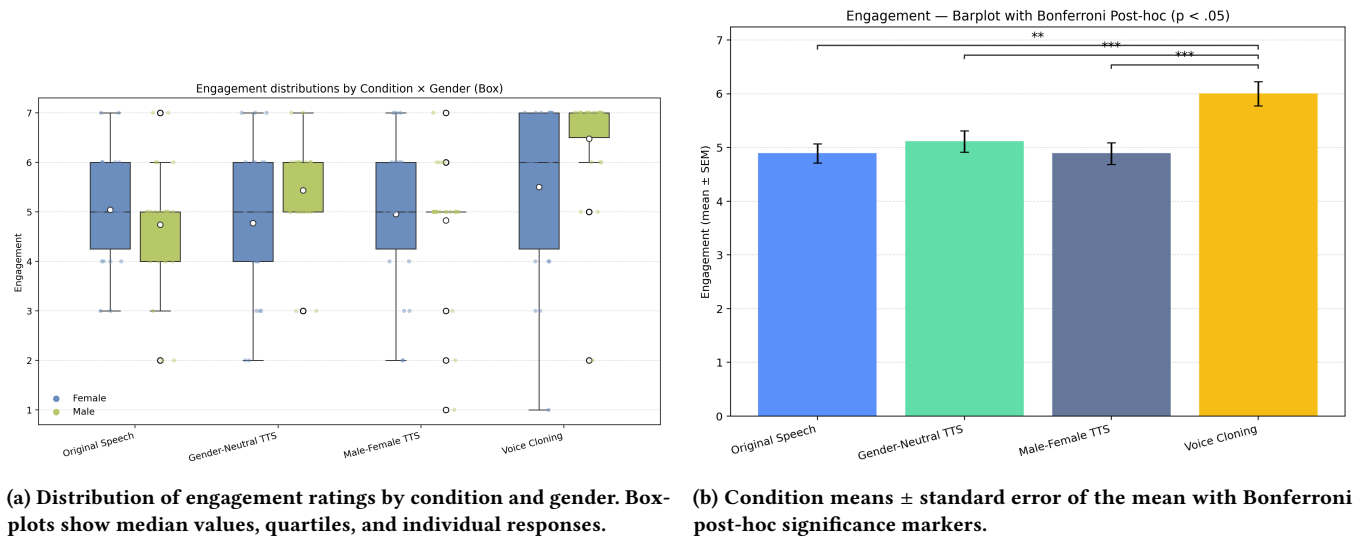 Engagement distributions by Condition × Gender (Box)
Engagement
7
6
5
4
3
2
1
Female
Male
Original Speech
Gender-Neutral TTS
Male-Female TTS
Voice Cloning
(a) Distribution of engagement ratings by condition and gender. Box-
plots show median values, quartiles, and individual responses.
Engagement — Barplot with Bonferroni Post-hoc (p < .05)
Engagement (mean ± SEM)
7
6
5
4
3
2
1
0
**
***
***
Original Speech
Gender-Neutral TTS
Male-Female TTS
Voice Cloning
(b) Condition means ± standard error of the mean with Bonferroni
post-hoc significance markers.